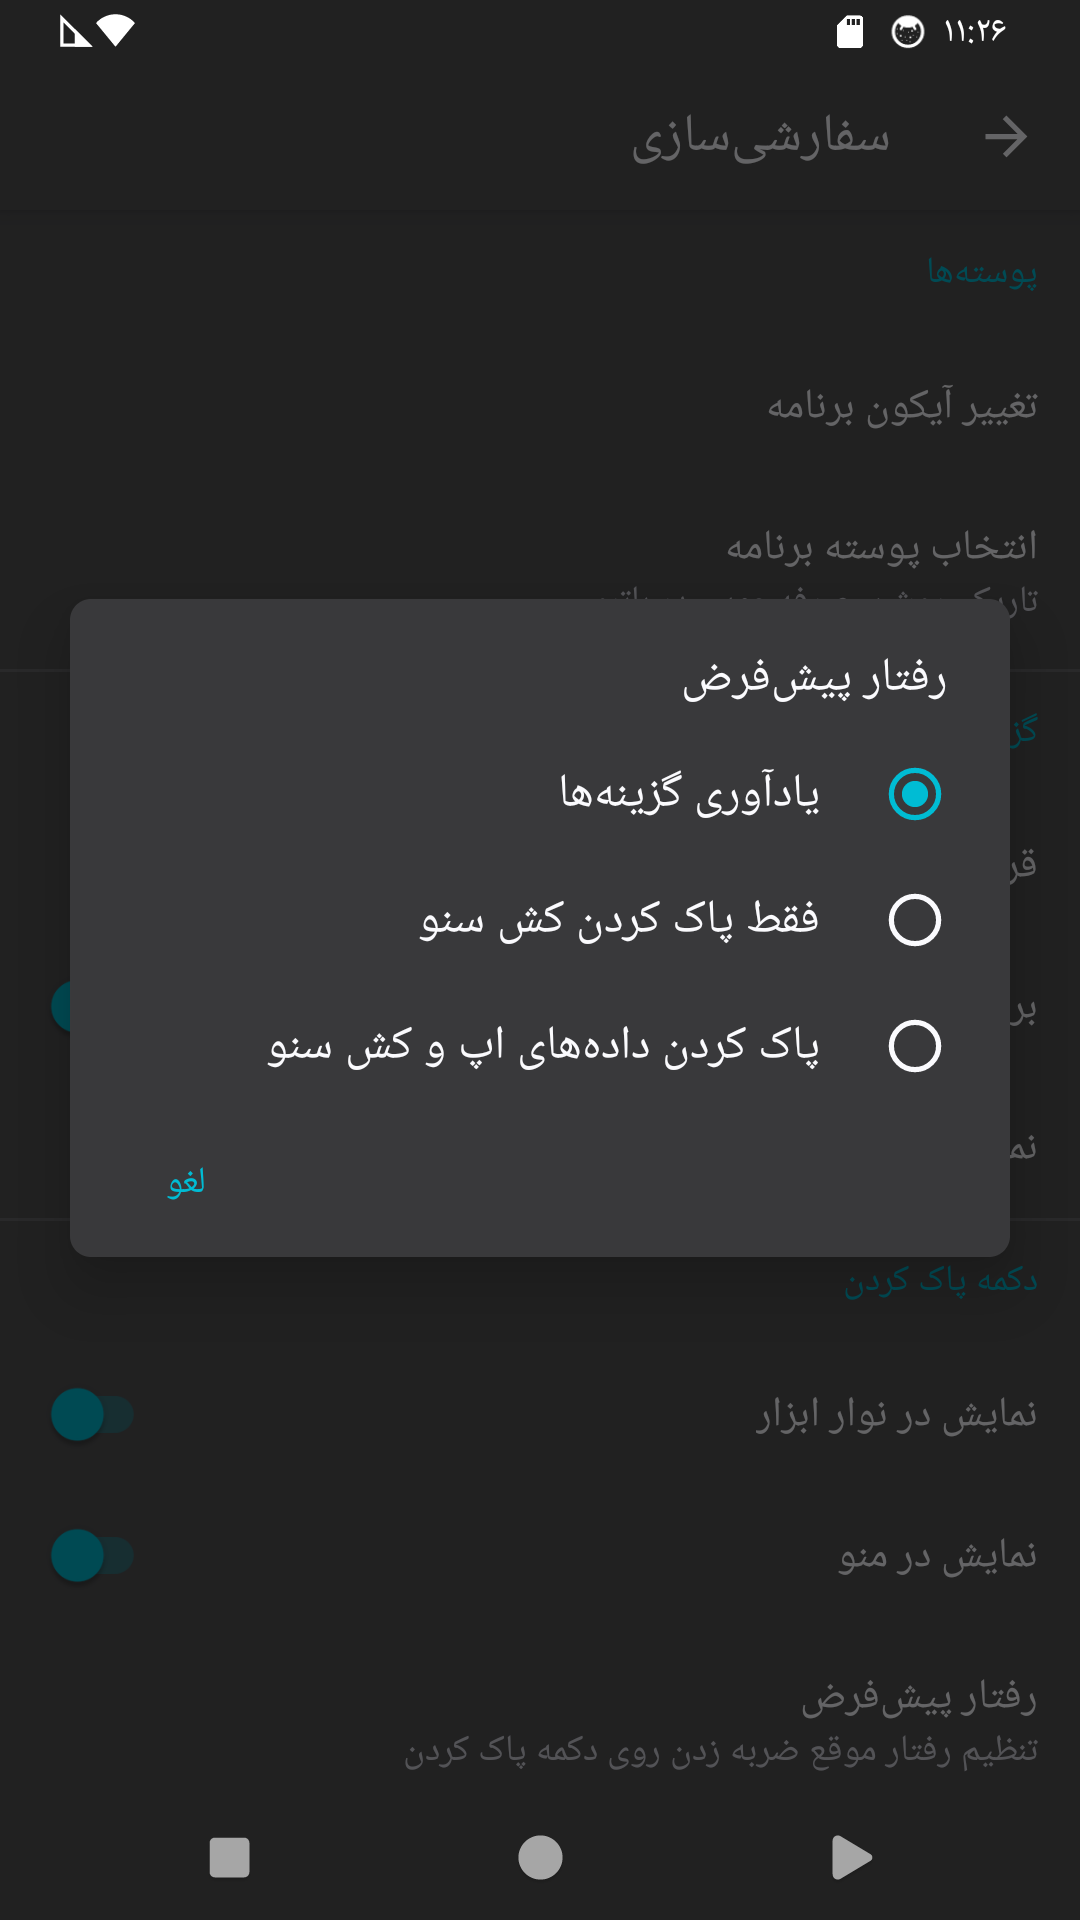 ۱۱:۲۶
سفارشی‌سازی
پوسته‌ها
تغییر آیکون برنامه
انتخاب پوسته برنامه
رفتار پیش‌فرض
یادآوری گزینه‌ها
فقط پاک کردن کش سنو
پاک کردن داده‌های اپ و کش سنو
لغو
دکمه پاک کردن
نمایش در نوار ابزار
نمایش در منو
رفتار پیش‌فرض
تنظیم رفتار موقع ضربه زدن روی دکمه پاک کردن